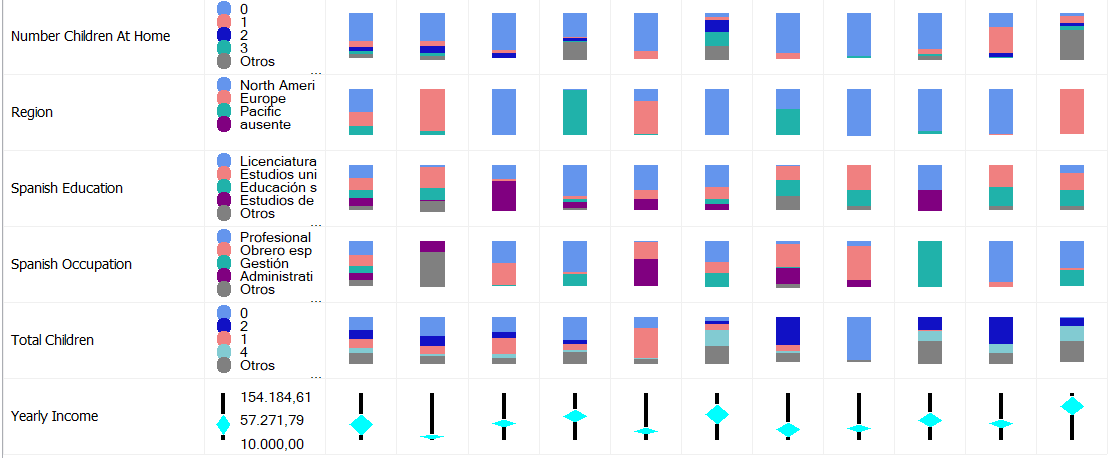 Number Children At Home
0
1
2
3
Otros
...
Region
North Ameri
Europe
Pacific
ausente
Spanish Education
Licenciatura
Estudios uni
Educación s
Estudios de
Otros
...
Spanish Occupation
Profesional
Obrero esp
Gestión
Administrati
Otros
...
Total Children
0
2
1
4
Otros
...
Yearly Income
154.184,61
57.271,79
10.000,00